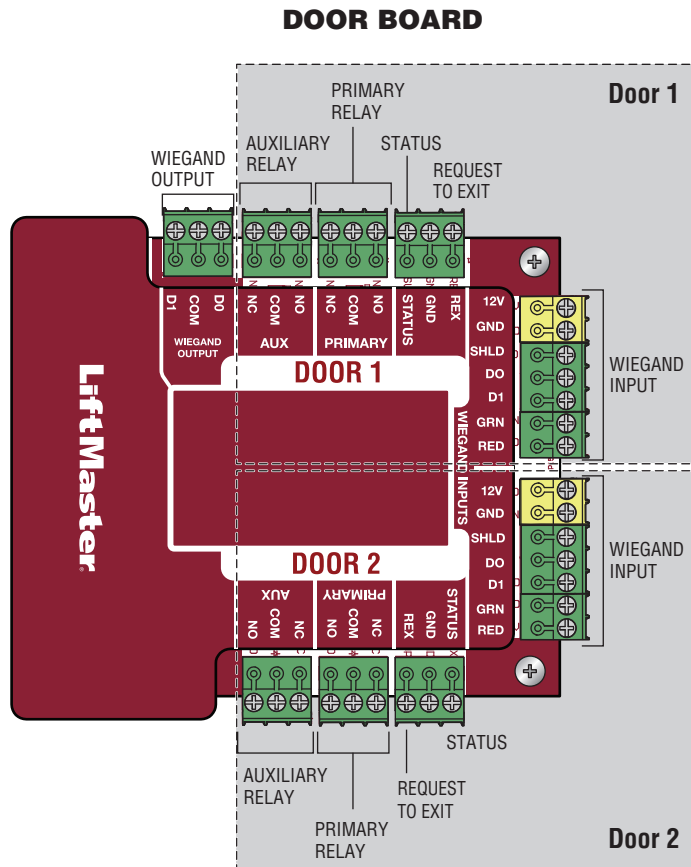 DOOR BOARD
Door 1
PRIMARY
RELAY
AUXILIARY
RELAY
STATUS
WIEGAND
OUTPUT
REQUEST
TO EXIT
D1
COM
D0
WIEGAND
OUTPUT
NC
COM
NO
AUX
NC
COM
NO
PRIMARY
STATUS
GND
REX
DOOR 1
12V
GND
SHLD
DO
D1
GRN
RED
WIEGAND
INPUT
LiftMaster
WIEGAND INPUTS
12V
GND
SHLD
DO
D1
GRN
RED
WIEGAND
INPUT
DOOR 2
AUX
NO
COM
NC
PRIMARY
NO
COM
NC
REX
GND
STATUS
STATUS
AUXILIARY
RELAY
REQUEST
TO EXIT
PRIMARY
RELAY
Door 2